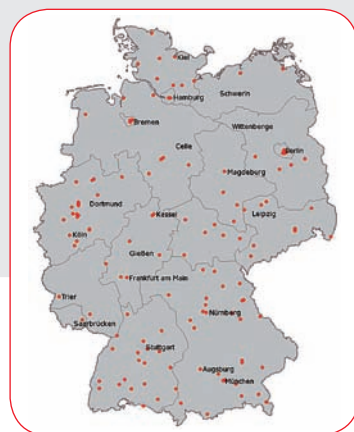 Kiel
Schwerin
Hamburg
Wittenberge
Bremen
Celle
Berlin
Magdeburg
Dortmund
Kassel
Leipzig
Köln
Gießen
Frankfurt am Main
Trier
Saarbrücken
Nürnberg
Stuttgart
Augsburg
München